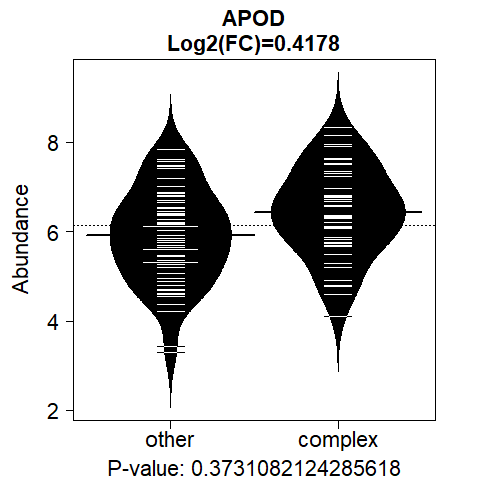 APOD
Log2(FC)=0.4178
Abundance
8
6
4
2
other complex
P-value: 0.3731082124285618